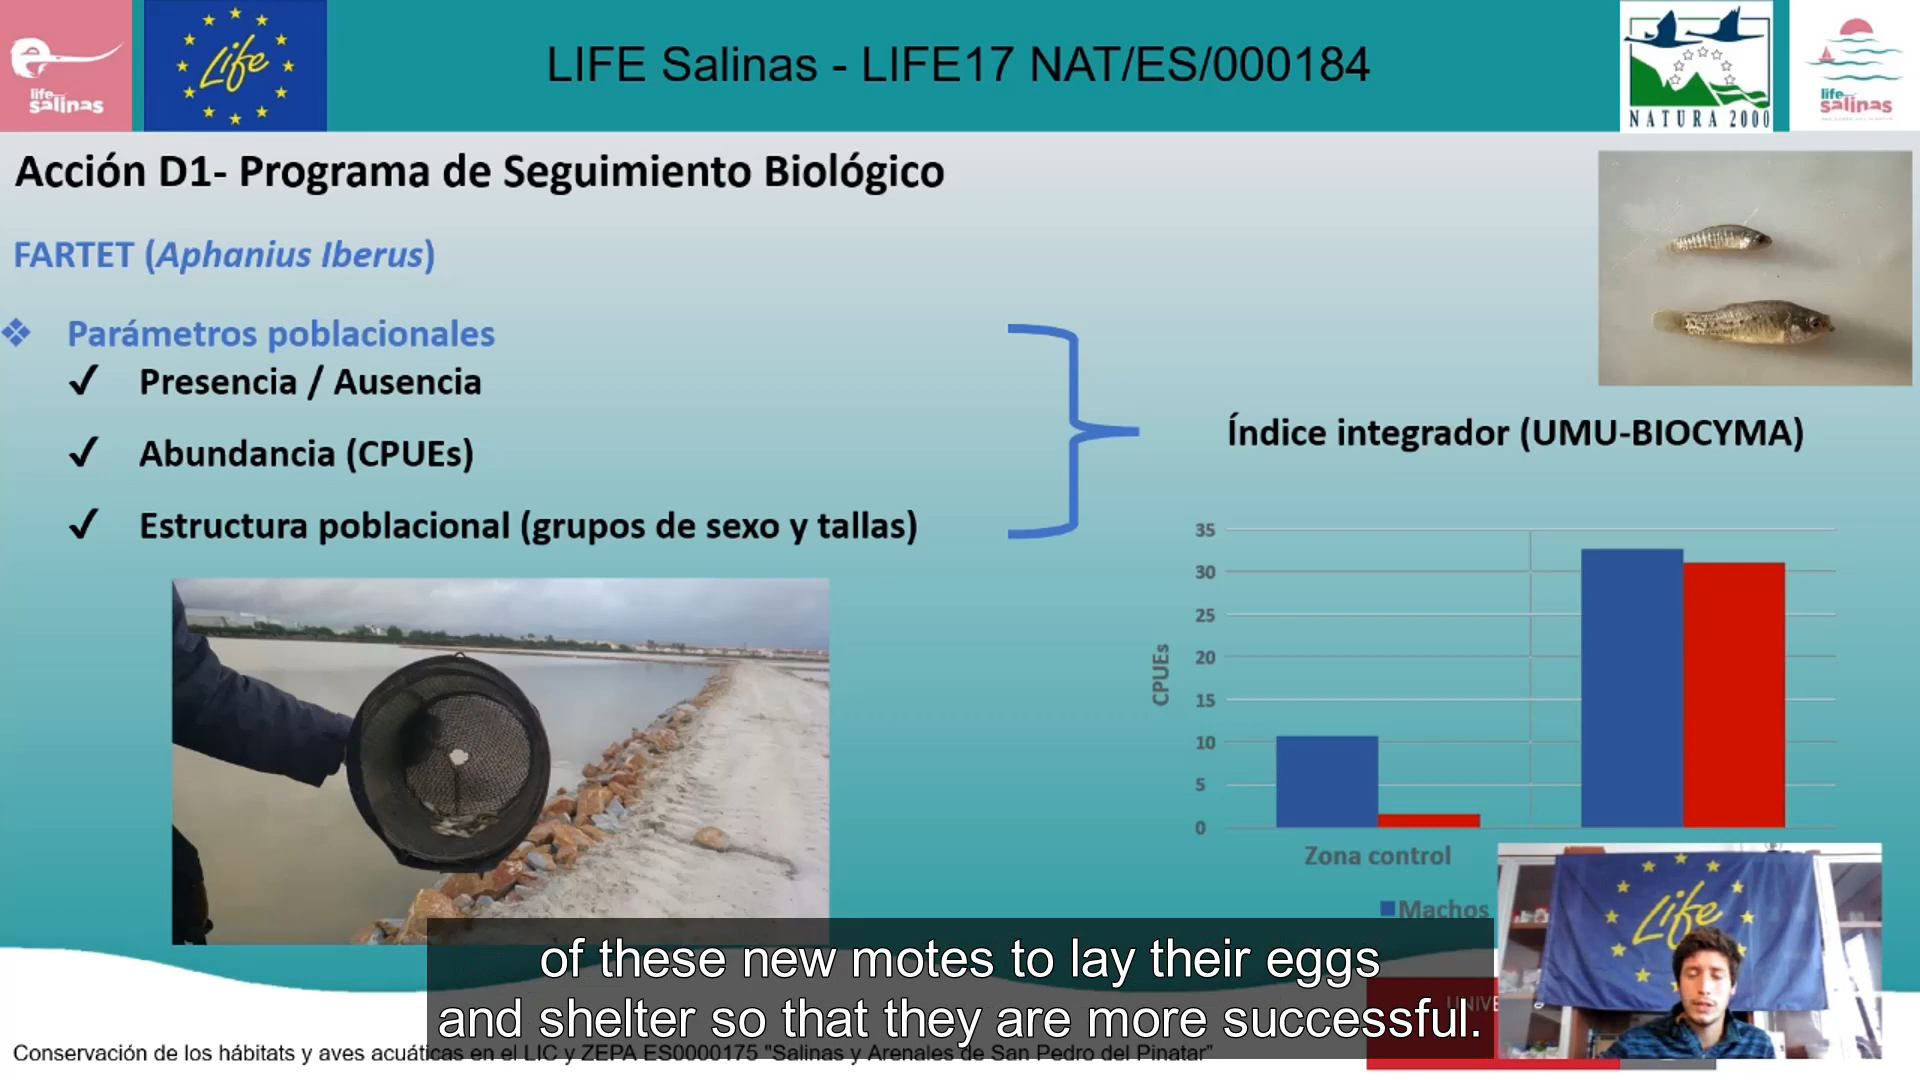 life
salinas
Life
LIFE Salinas - LIFE17 NAT/ES/000184
NATURA 2000
life
salinas
Acción D1- Programa de Seguimiento Biológico
FARTET (Aphanius Iberus)
Parámetros poblacionales
Presencia / Ausencia
Abundancia (CPUEs)
Estructura poblacional (grupos de sexo y tallas)
Índice integrador (UMU-BIOCYMA)
35
30
25
20
15
10
5
0
CPUEs
Zona control
Machos
Life
of these new motes to lay their eggs
and shelter so that they are more successful.
Conservación de los hábitats y aves acuáticas en el LIC y ZEPA ES0000175 "Salinas y Arenales de San Pedro del Pinatar"